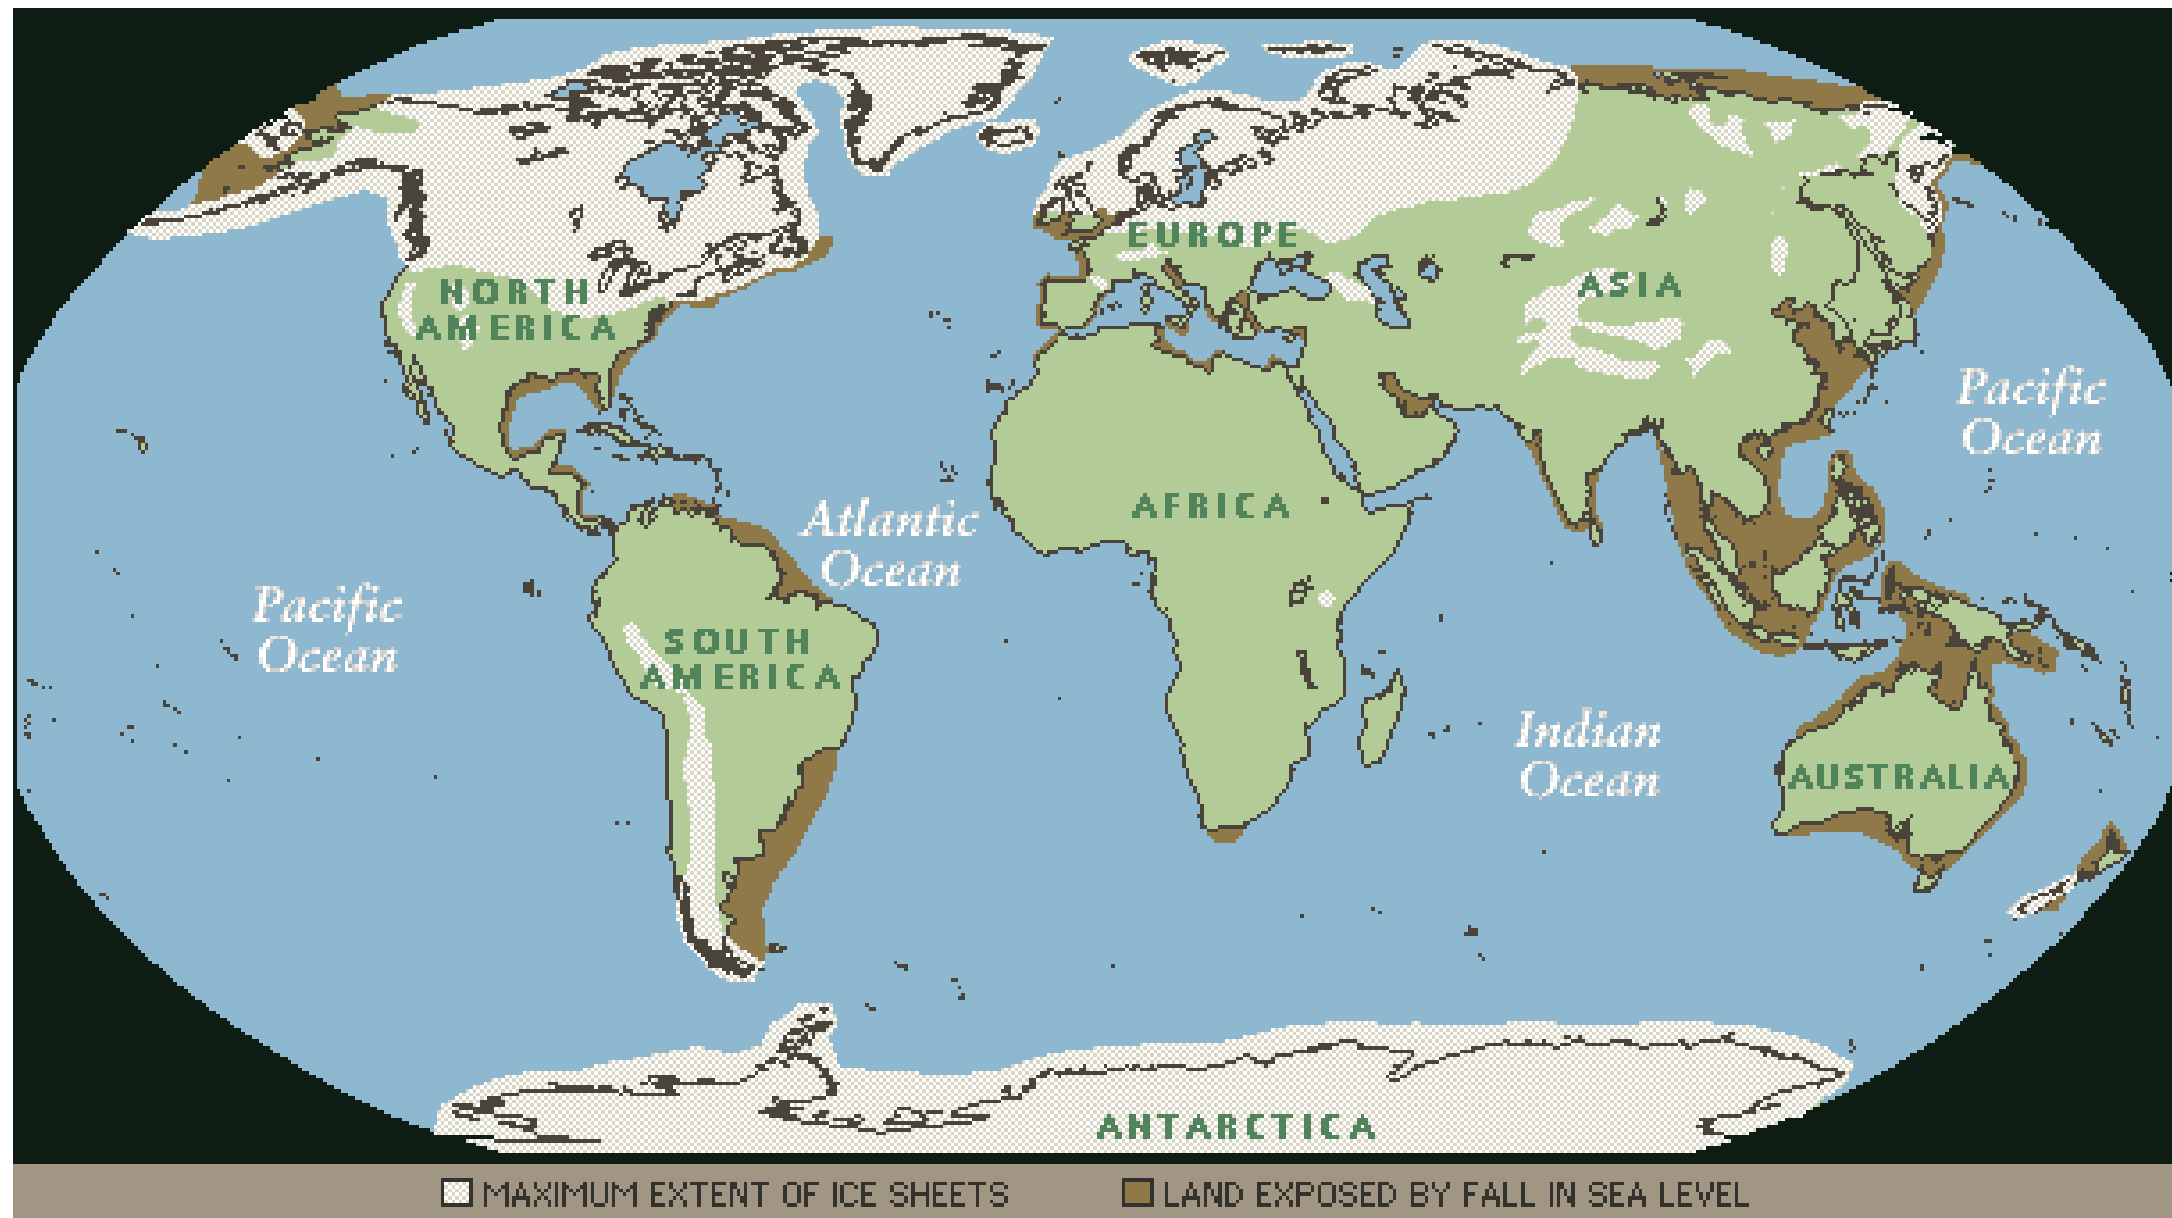 EUROPE
NORTH
AMERICA
ASIA
Pacific
Ocean
Atlantic
Ocean
AFRICA
Pacific
Ocean
SOUTH
AMERICA
Indian
Ocean
AUSTRALIA
ANTARCTICA
MAXIMUM EXTENT OF ICE SHEETS
LAND EXPOSED BY FALL IN SEA LEVEL